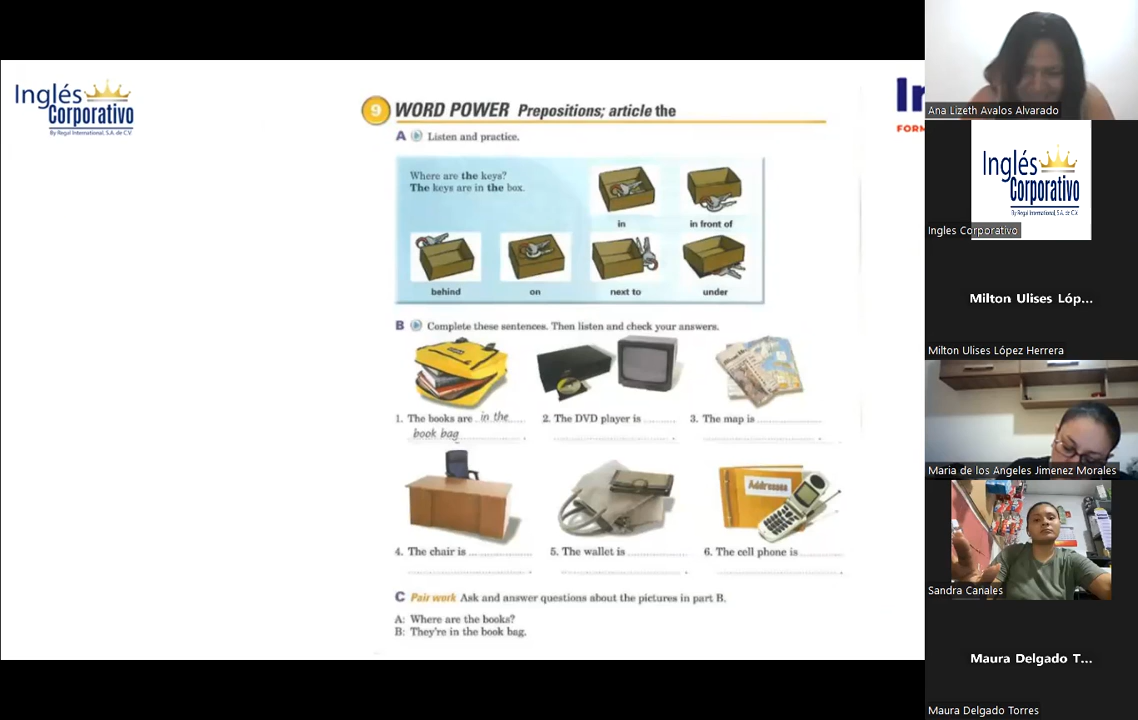 Inglés
Corporativo
By Regal International, S.A. de C.V.
9 WORD POWER Prepositions; article the
FORM
A Listen and practice.
Where are the keys?
The keys are in the box.
in
in front of
behind
on
next to
under
B Complete these sentences. Then listen and check your answers.
1. The books are in the
book bag.
2. The DVD player is ............
.
3. The map is ............
.
Addresses
4. The chair is ............
.
5. The wallet is ............
.
6. The cell phone is ............
.
C Pair work Ask and answer questions about the pictures in part B.
A: Where are the books?
B: They're in the book bag.
Ana Lizeth Avalos Alvarado
Inglés
Corporativo
By Regal International, S.A. de C.V.
Ingles Corporativo
Milton Ulises Lóp...
Milton Ulises López Herrera
Maria de los Angeles Jimenez Morales
Sandra Canales
Maura Delgado T...
Maura Delgado Torres